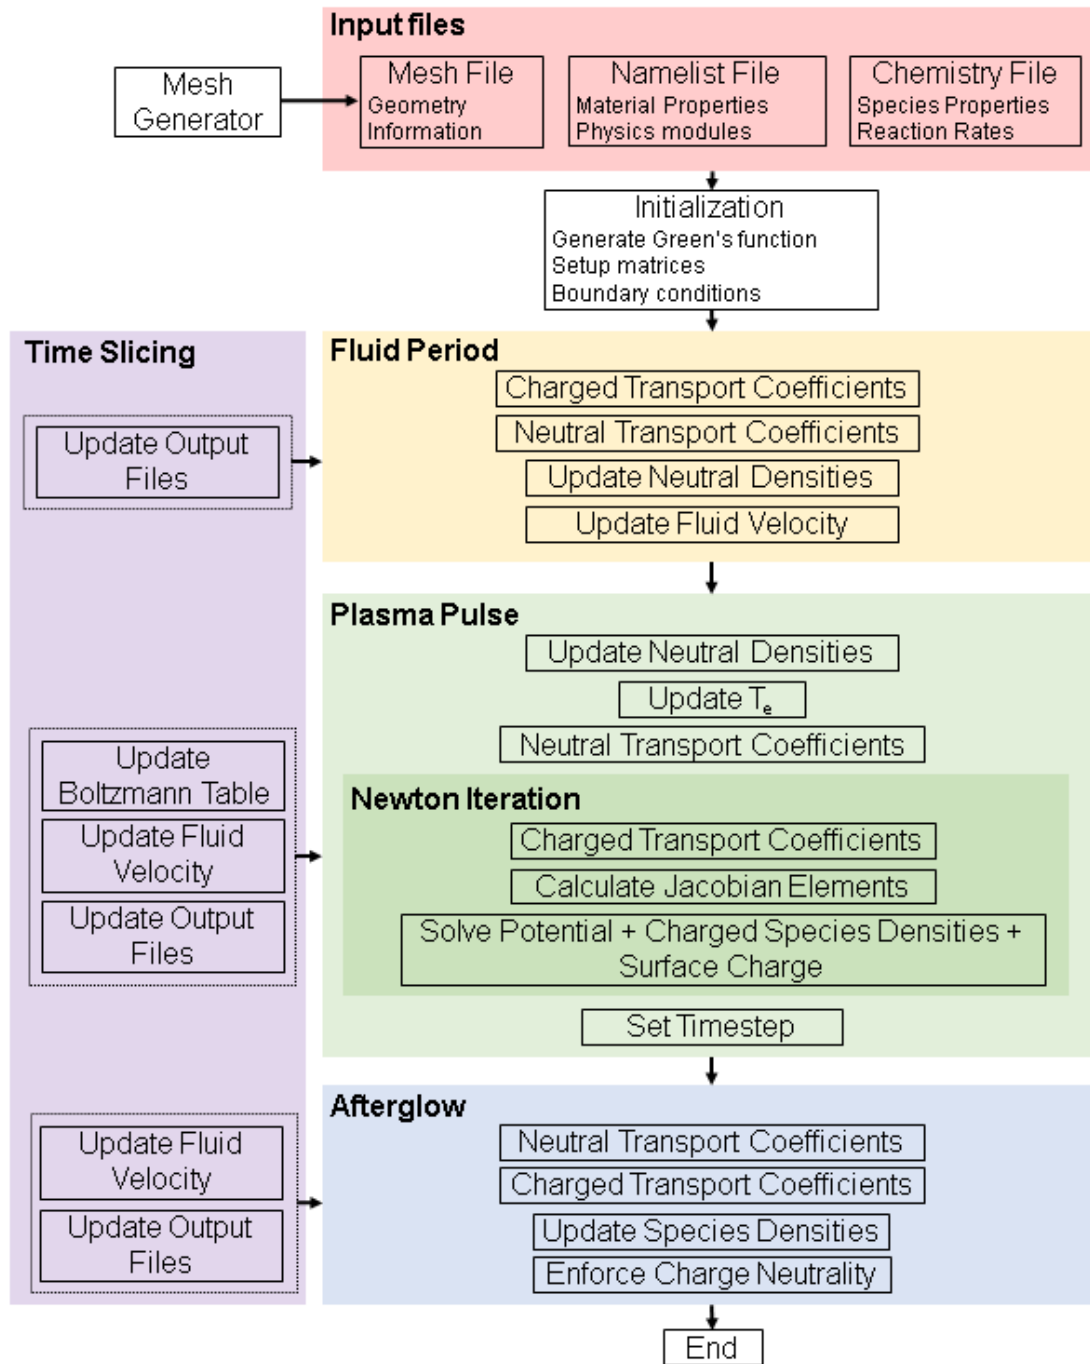 Input files
Mesh
Generator
Mesh File
Geometry
Information
Namelist File
Material Properties
Physics modules
Chemistry File
Species Properties
Reaction Rates
Initialization
Generate Green's function
Setup matrices
Boundary conditions
Time Slicing
Update Output
Files
Fluid Period
Charged Transport Coefficients
Neutral Transport Coefficients
Update Neutral Densities
Update Fluid Velocity
Plasma Pulse
Update Neutral Densities
Update Te
Neutral Transport Coefficients
Update
Boltzmann Table
Update Fluid
Velocity
Update Output
Files
Newton Iteration
Charged Transport Coefficients
Calculate Jacobian Elements
Solve Potential + Charged Species Densities +
Surface Charge
Set Timestep
Update Fluid
Velocity
Update Output
Files
Afterglow
Neutral Transport Coefficients
Charged Transport Coefficients
Update Species Densities
Enforce Charge Neutrality
End